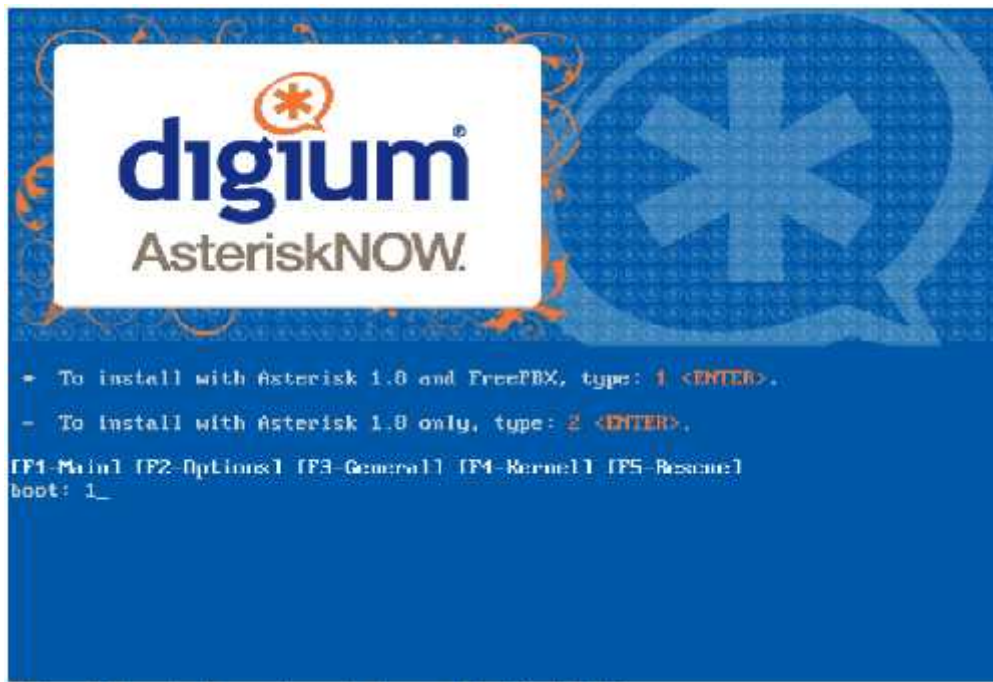 digium®
AsteriskNOW.
- To install with Asterisk 1.8 and FreePBX, type: 1 <ENTER>.
- To install with Asterisk 1.8 only, type: 2 <ENTER>.
[F1-Main] [F2-Options] [F3-General] [F4-Kernel] [F5-Rescue]
boot: 1_